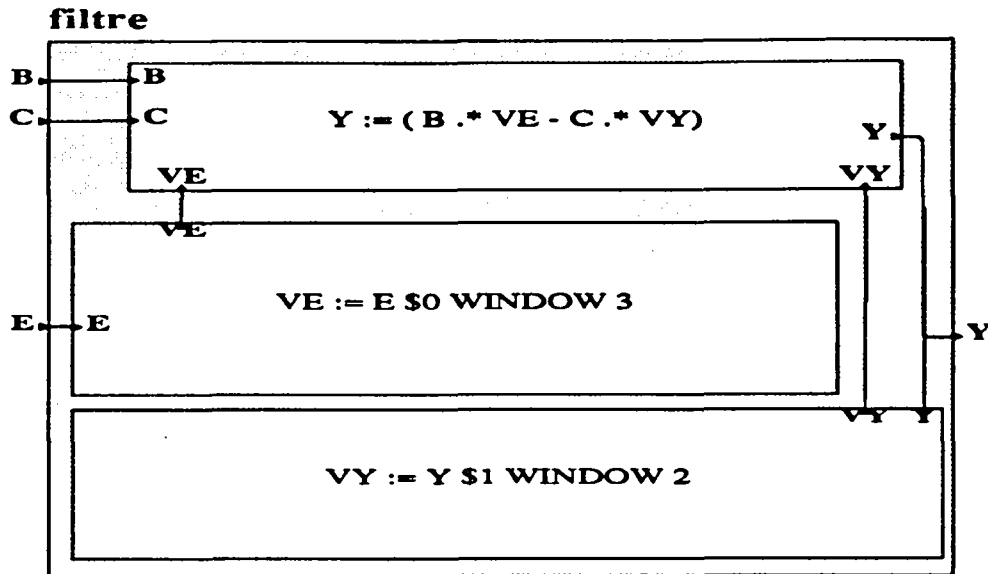 filtre
B B
C C
Y := ( B .* VE - C .* VY)
Y
VE VY
VE
VE := E $0 WINDOW 3
E E
Y
VY Y
VY := Y $1 WINDOW 2